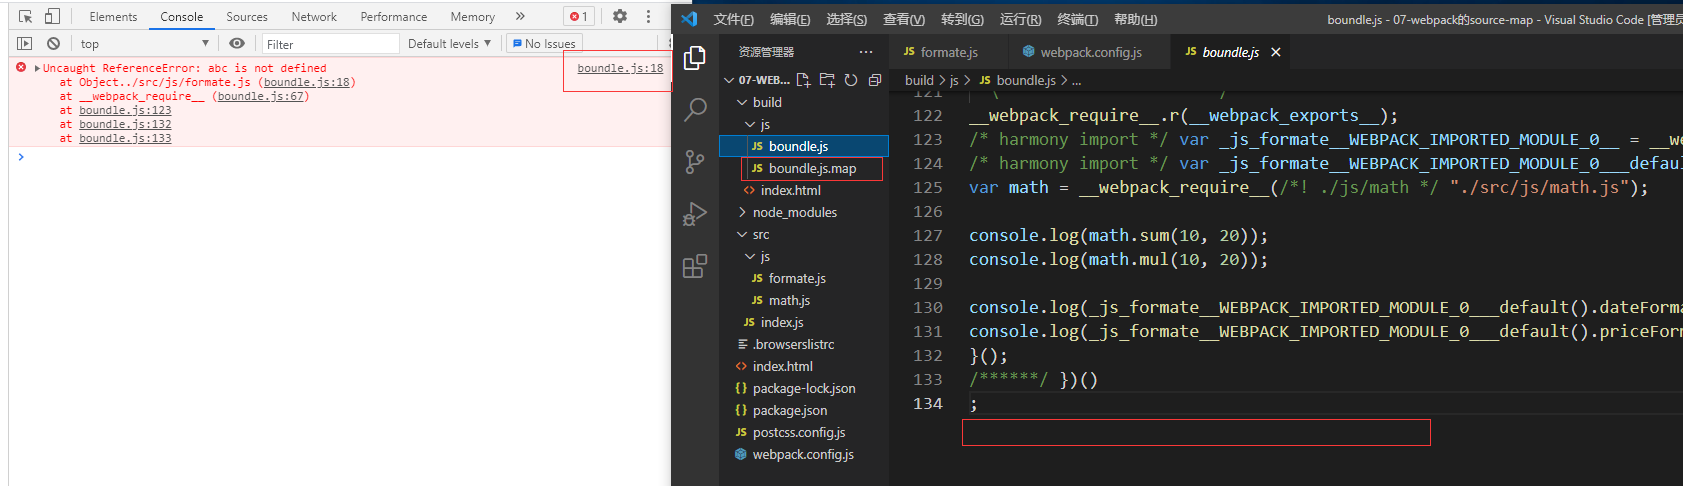 Elements Console Sources Network Performance Memory » 1
top Filter Default levels No Issues
Uncaught ReferenceError: abc is not defined boundle.js:18
at Object../src/js/formate.js (boundle.js:18)
at __webpack_require__ (boundle.js:67)
at boundle.js:123
at boundle.js:132
at boundle.js:133
文件(F) 编辑(E) 选择(S) 查看(V) 转到(G) 运行(R) 终端(T) 帮助(H) boundle.js - 07-webpack的source-map - Visual Studio Code [管理员
资源管理器 ···
07-WEB...
build
js
JS boundle.js
JS boundle.js.map
<> index.html
node_modules
src
js
JS formate.js
JS math.js
JS index.js
.browserslistrc
<> index.html
{} package-lock.json
{} package.json
JS postcss.config.js
webpack.config.js
JS formate.js webpack.config.js JS boundle.js ×
build > js > JS boundle.js > ...
121 \ /
122 __webpack_require__.r(__webpack_exports__);
123 /* harmony import */ var _js_formate__WEBPACK_IMPORTED_MODULE_0__ = __we
124 /* harmony import */ var _js_formate__WEBPACK_IMPORTED_MODULE_0___defau
125 var math = __webpack_require__(/*! ./js/math */ "./src/js/math.js");
126
127 console.log(math.sum(10, 20));
128 console.log(math.mul(10, 20));
129
130 console.log(_js_formate__WEBPACK_IMPORTED_MODULE_0___default().dateForma
131 console.log(_js_formate__WEBPACK_IMPORTED_MODULE_0___default().priceForm
132 }();
133 /******/ })()
134 ;